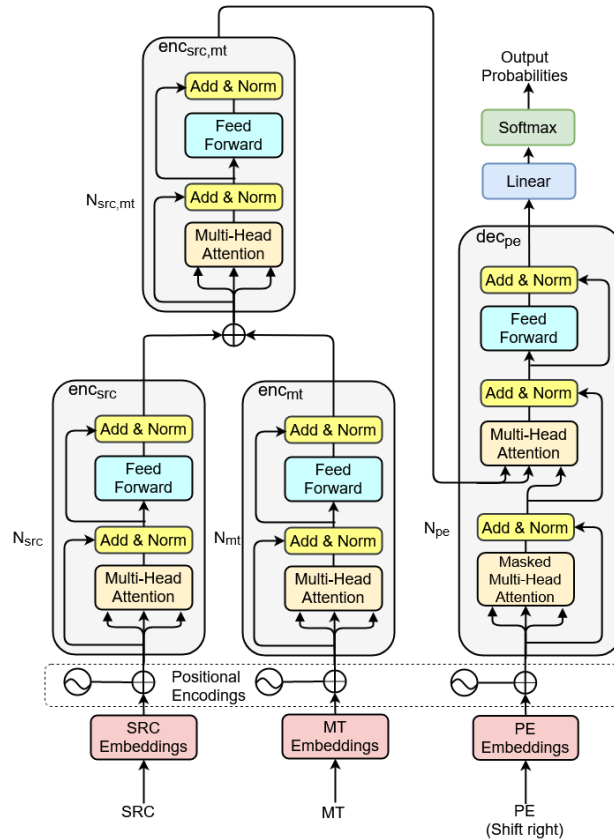 enc_src,mt
Add & Norm
Feed
Forward
N_src,mt
Add & Norm
Multi-Head
Attention
enc_src
Add & Norm
Feed
Forward
N_src
Add & Norm
Multi-Head
Attention
enc_mt
Add & Norm
Feed
Forward
N_mt
Add & Norm
Multi-Head
Attention
Output
Probabilities
Softmax
Linear
dec_pe
Add & Norm
Feed
Forward
Add & Norm
Multi-Head
Attention
N_pe
Add & Norm
Masked
Multi-Head
Attention
Positional
Encodings
SRC
Embeddings
MT
Embeddings
PE
Embeddings
SRC
MT
PE
(Shift right)